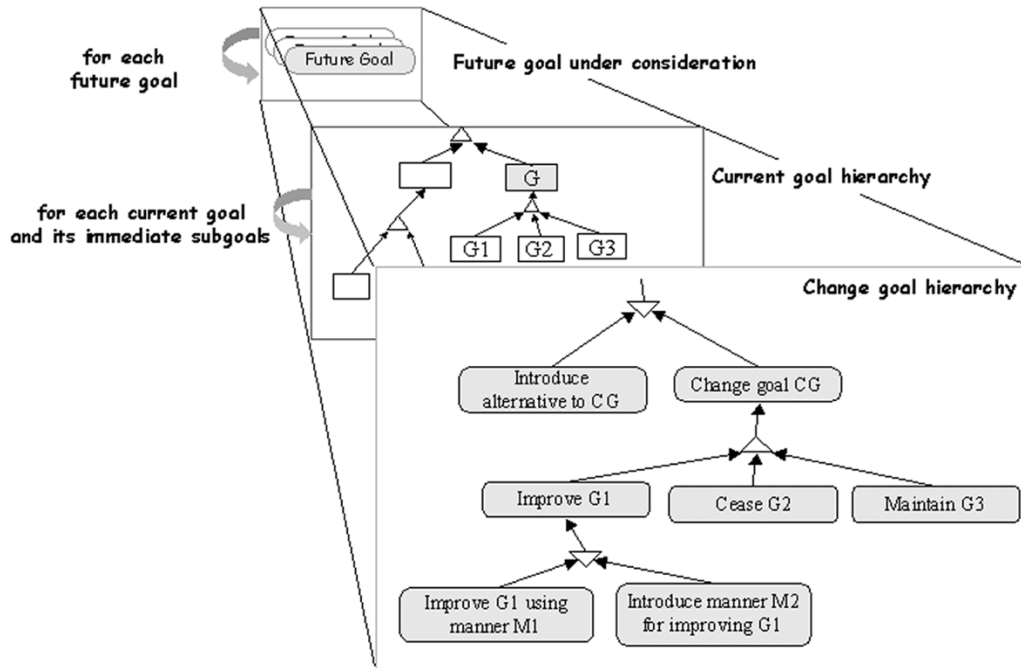 for each
future goal
Future Goal
Future goal under consideration
Current goal hierarchy
G
for each current goal
and its immediate subgoals
G1
G2
G3
Change goal hierarchy
Introduce
alternative to CG
Change goal CG
Improve G1
Cease G2
Maintain G3
Improve G1 using
manner M1
Introduce manner M2
for improving G1